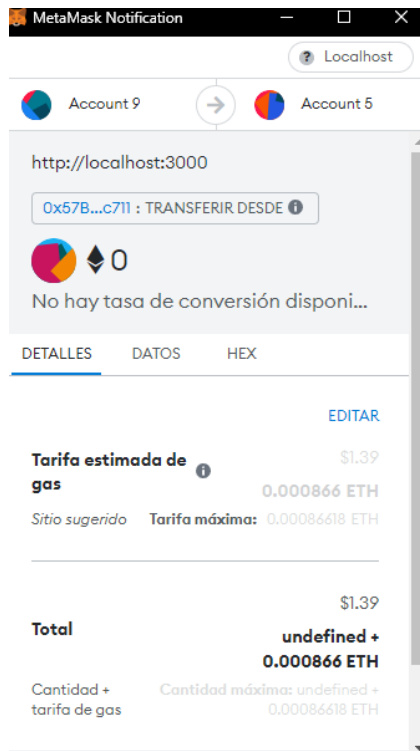 MetaMask Notification
Localhost
Account 9
Account 5
http://localhost:3000
0x57B...c711 : TRANSFERIR DESDE
0
No hay tasa de conversión disponi...
DETALLES DATOS HEX
EDITAR
Tarifa estimada de gas
$1.39
0.000866 ETH
Sitio sugerido Tarifa máxima: 0.00086618 ETH
$1.39
Total
undefined +
0.000866 ETH
Cantidad +
tarifa de gas
Cantidad máxima: undefined +
0.00086618 ETH